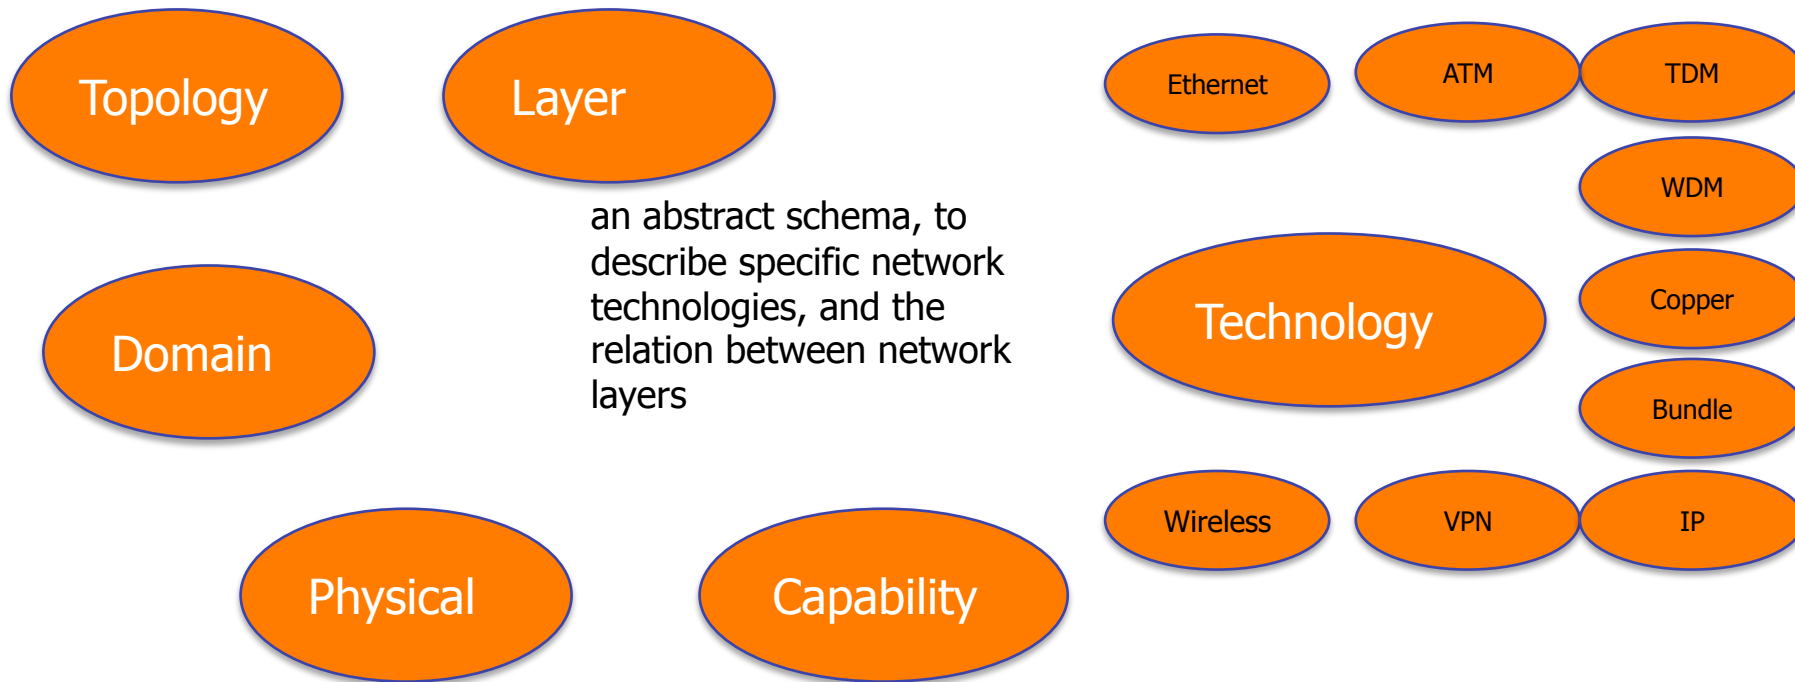 Topology
Layer
Ethernet
ATM
TDM
WDM
an abstract schema, to
describe specific network
technologies, and the
relation between network
layers
Domain
Technology
Copper
Bundle
Wireless
VPN
IP
Physical
Capability